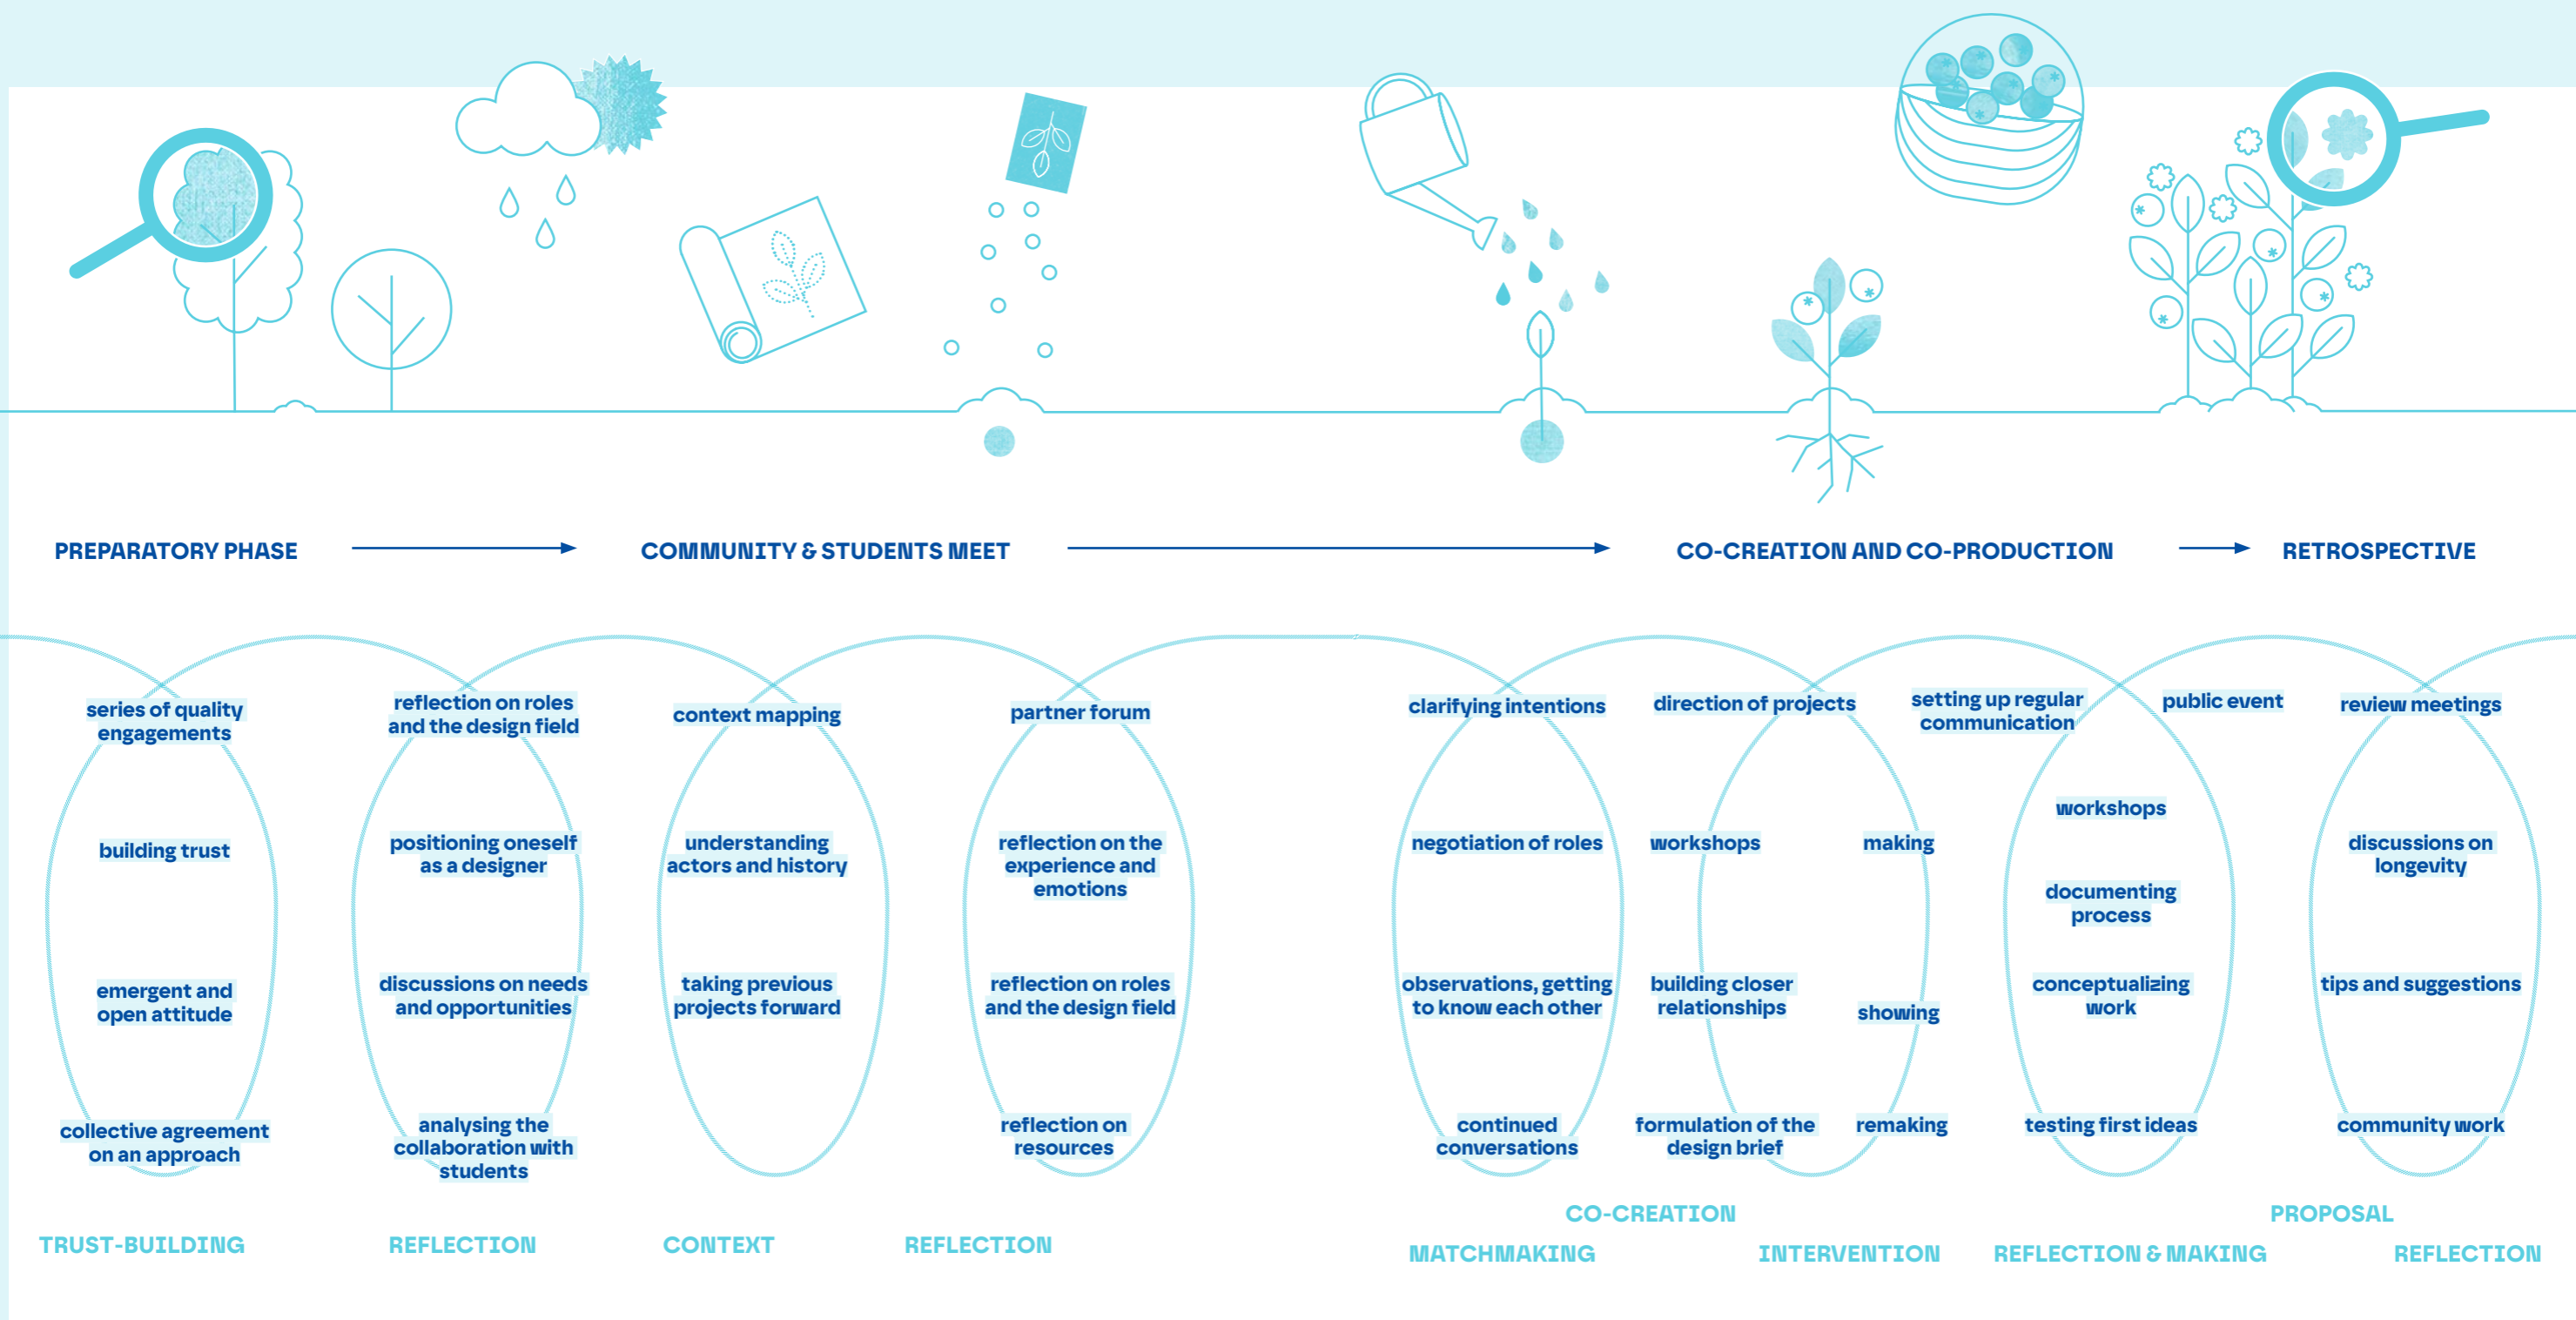 PREPARATORY PHASE
COMMUNITY & STUDENTS MEET
CO-CREATION AND CO-PRODUCTION
RETROSPECTIVE
series of quality
engagements
building trust
emergent and
open attitude
collective agreement
on an approach
reflection on roles
and the design field
positioning oneself
as a designer
discussions on needs
and opportunities
analysing the
collaboration with
students
context mapping
understanding
actors and history
taking previous
projects forward
partner forum
reflection on the
experience and
emotions
reflection on roles
and the design field
reflection on
resources
clarifying intentions
negotiation of roles
observations, getting
to know each other
continued
conversations
direction of projects
workshops
building closer
relationships
formulation of the
design brief
making
showing
remaking
setting up regular
communication
public event
workshops
documenting
process
conceptualizing
work
testing first ideas
review meetings
discussions on
longevity
tips and suggestions
community work
TRUST-BUILDING
REFLECTION
CONTEXT
REFLECTION
CO-CREATION
MATCHMAKING
INTERVENTION
REFLECTION & MAKING
PROPOSAL
REFLECTION